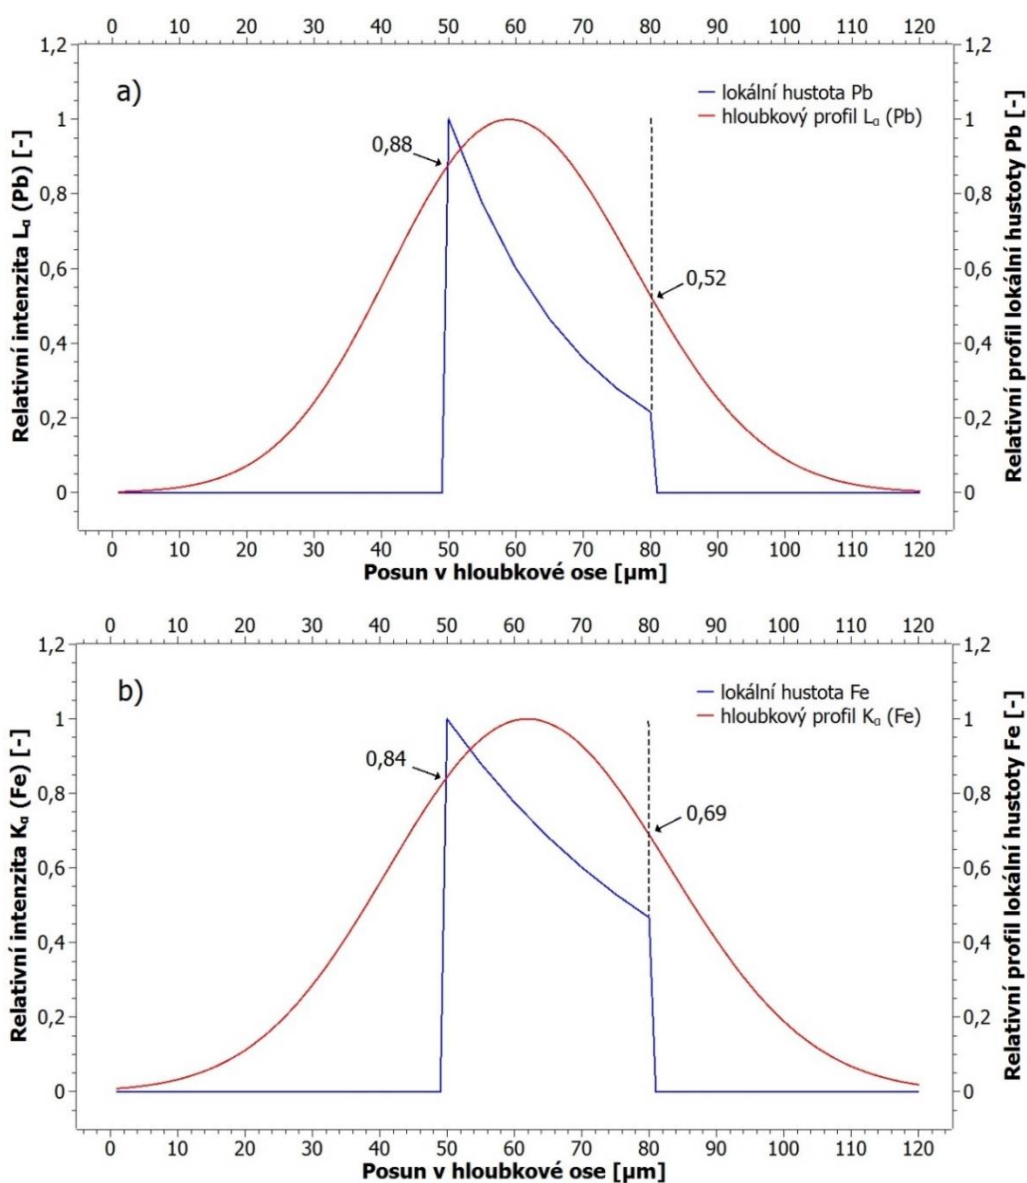 0 10 20 30 40 50 60 70 80 90 100 110 120
1,2 1,2
a)
lokální hustota Pb
hloubkový profil Lα (Pb)
1 1
0,88
0,8 0,8
0,6 0,6
0,52
0,4 0,4
0,2 0,2
0 0
Relativní intenzita Lα (Pb) [-]
Relativní profil lokální hustoty Pb [-]
0 10 20 30 40 50 60 70 80 90 100 110 120
Posun v hloubkové ose [µm]
0 10 20 30 40 50 60 70 80 90 100 110 120
1,2 1,2
b)
lokální hustota Fe
hloubkový profil Kα (Fe)
1 1
0,84
0,8 0,8
0,69
0,6 0,6
0,4 0,4
0,2 0,2
0 0
Relativní intenzita Kα (Fe) [-]
Relativní profil lokální hustoty Fe [-]
0 10 20 30 40 50 60 70 80 90 100 110 120
Posun v hloubkové ose [µm]